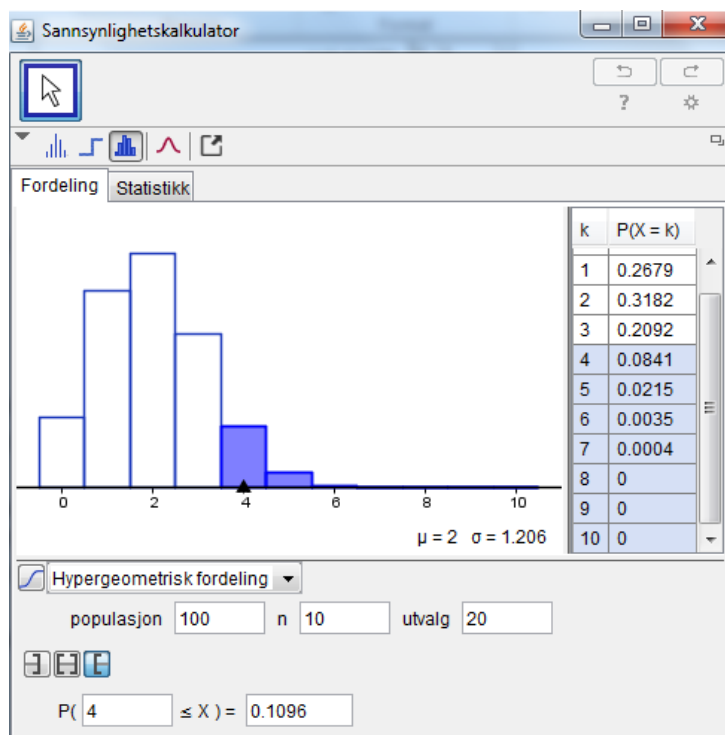 Sannsynlighetskalkulator
?
Fordeling Statistikk
k P(X = k)
1 0.2679
2 0.3182
3 0.2092
4 0.0841
5 0.0215
6 0.0035
7 0.0004
8 0
9 0
10 0
0 2 4 6 8 10
μ = 2 σ = 1.206
Hypergeometrisk fordeling
populasjon 100 n 10 utvalg 20
P( 4 ≤ X ) = 0.1096